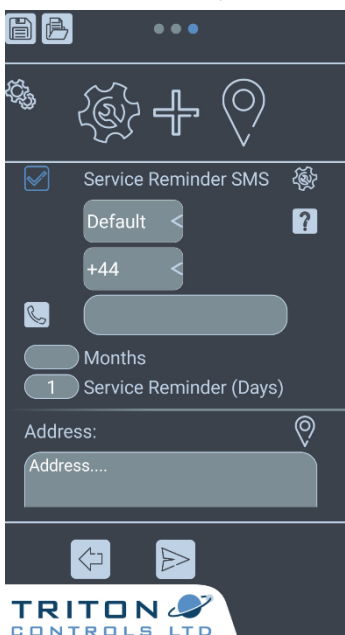 Service Reminder SMS
Default <
?
+44 <
Months
1 Service Reminder (Days)
Address:
Address....
TRITON
CONTROLS LTD